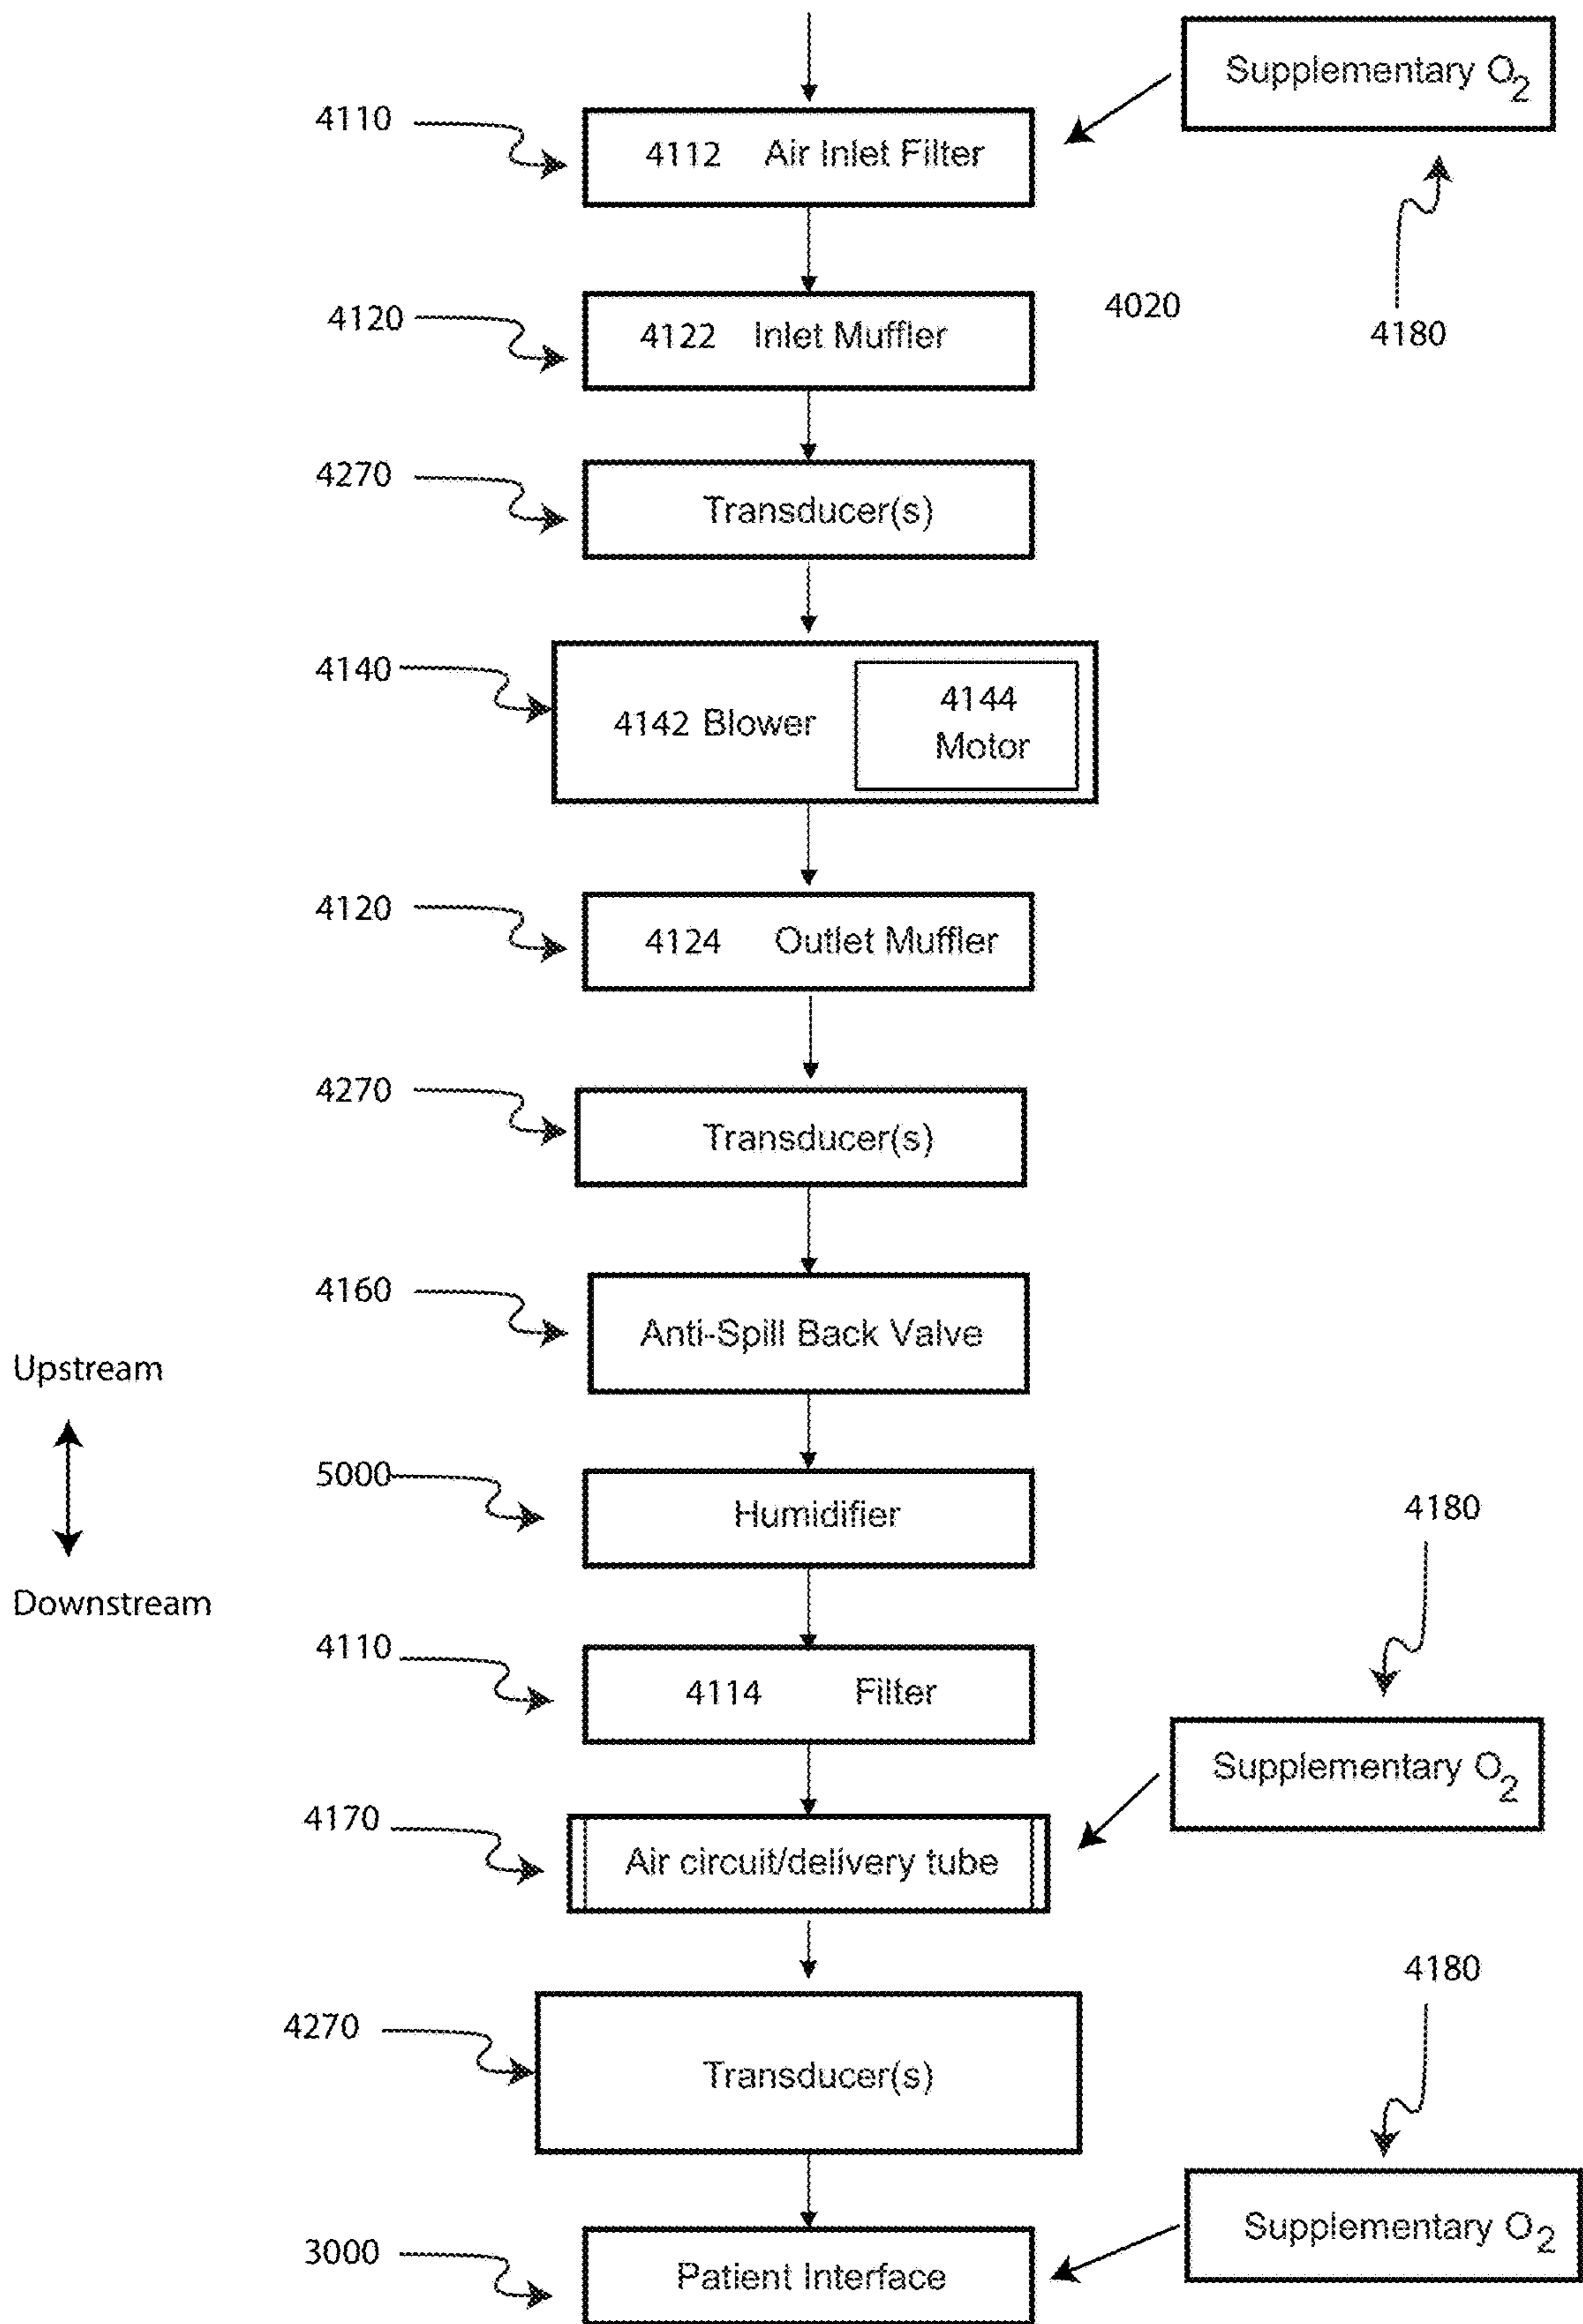 Supplementary O2
4110
4112 Air Inlet Filter
4120
4122 Inlet Muffler
4020
4180
4270
Transducer(s)
4140
4142 Blower
4144
Motor
4120
4124 Outlet Muffler
4270
Transducer(s)
4160
Anti-Spill Back Valve
Upstream
Downstream
5000
Humidifier
4180
4110
4114 Filter
Supplementary O2
4170
Air circuit/delivery tube
4180
4270
Transducer(s)
Supplementary O2
3000
Patient Interface